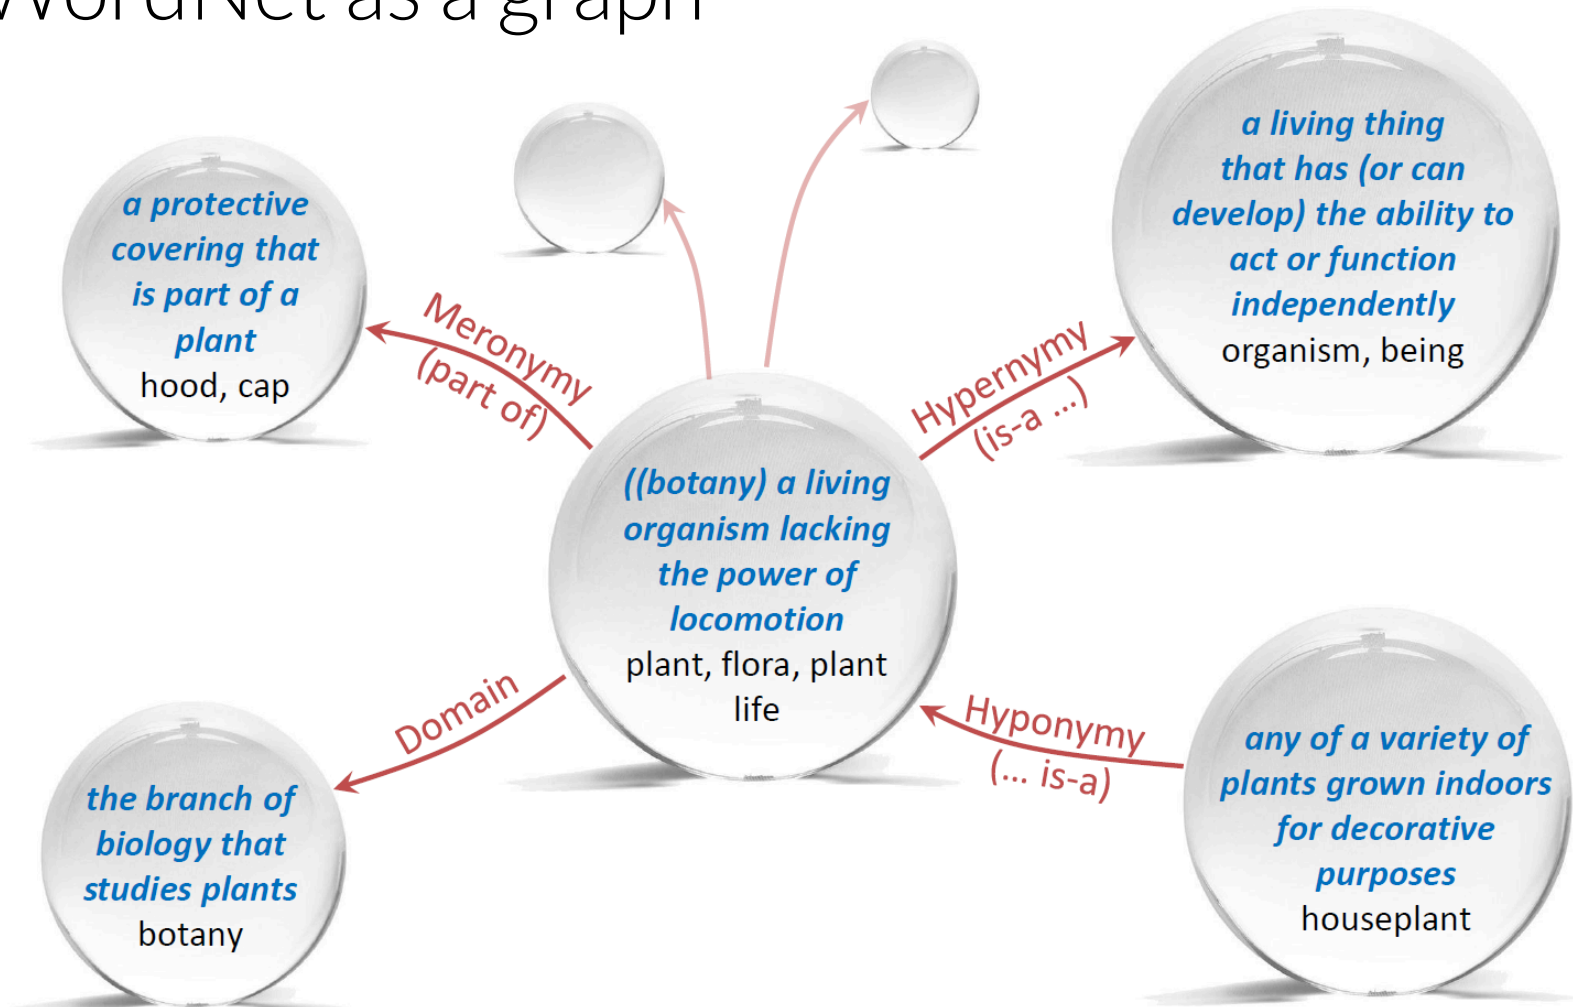 WordNet as a graph
a protective
covering that
is part of a
plant
hood, cap
Meronymy
(part of)
a living thing
that has (or can
develop) the ability to
act or function
independently
organism, being
Hypernymy
(is-a ...)
((botany) a living
organism lacking
the power of
locomotion
plant, flora, plant
life
Domain
the branch of
biology that
studies plants
botany
Hyponymy
(... is-a)
any of a variety of
plants grown indoors
for decorative
purposes
houseplant